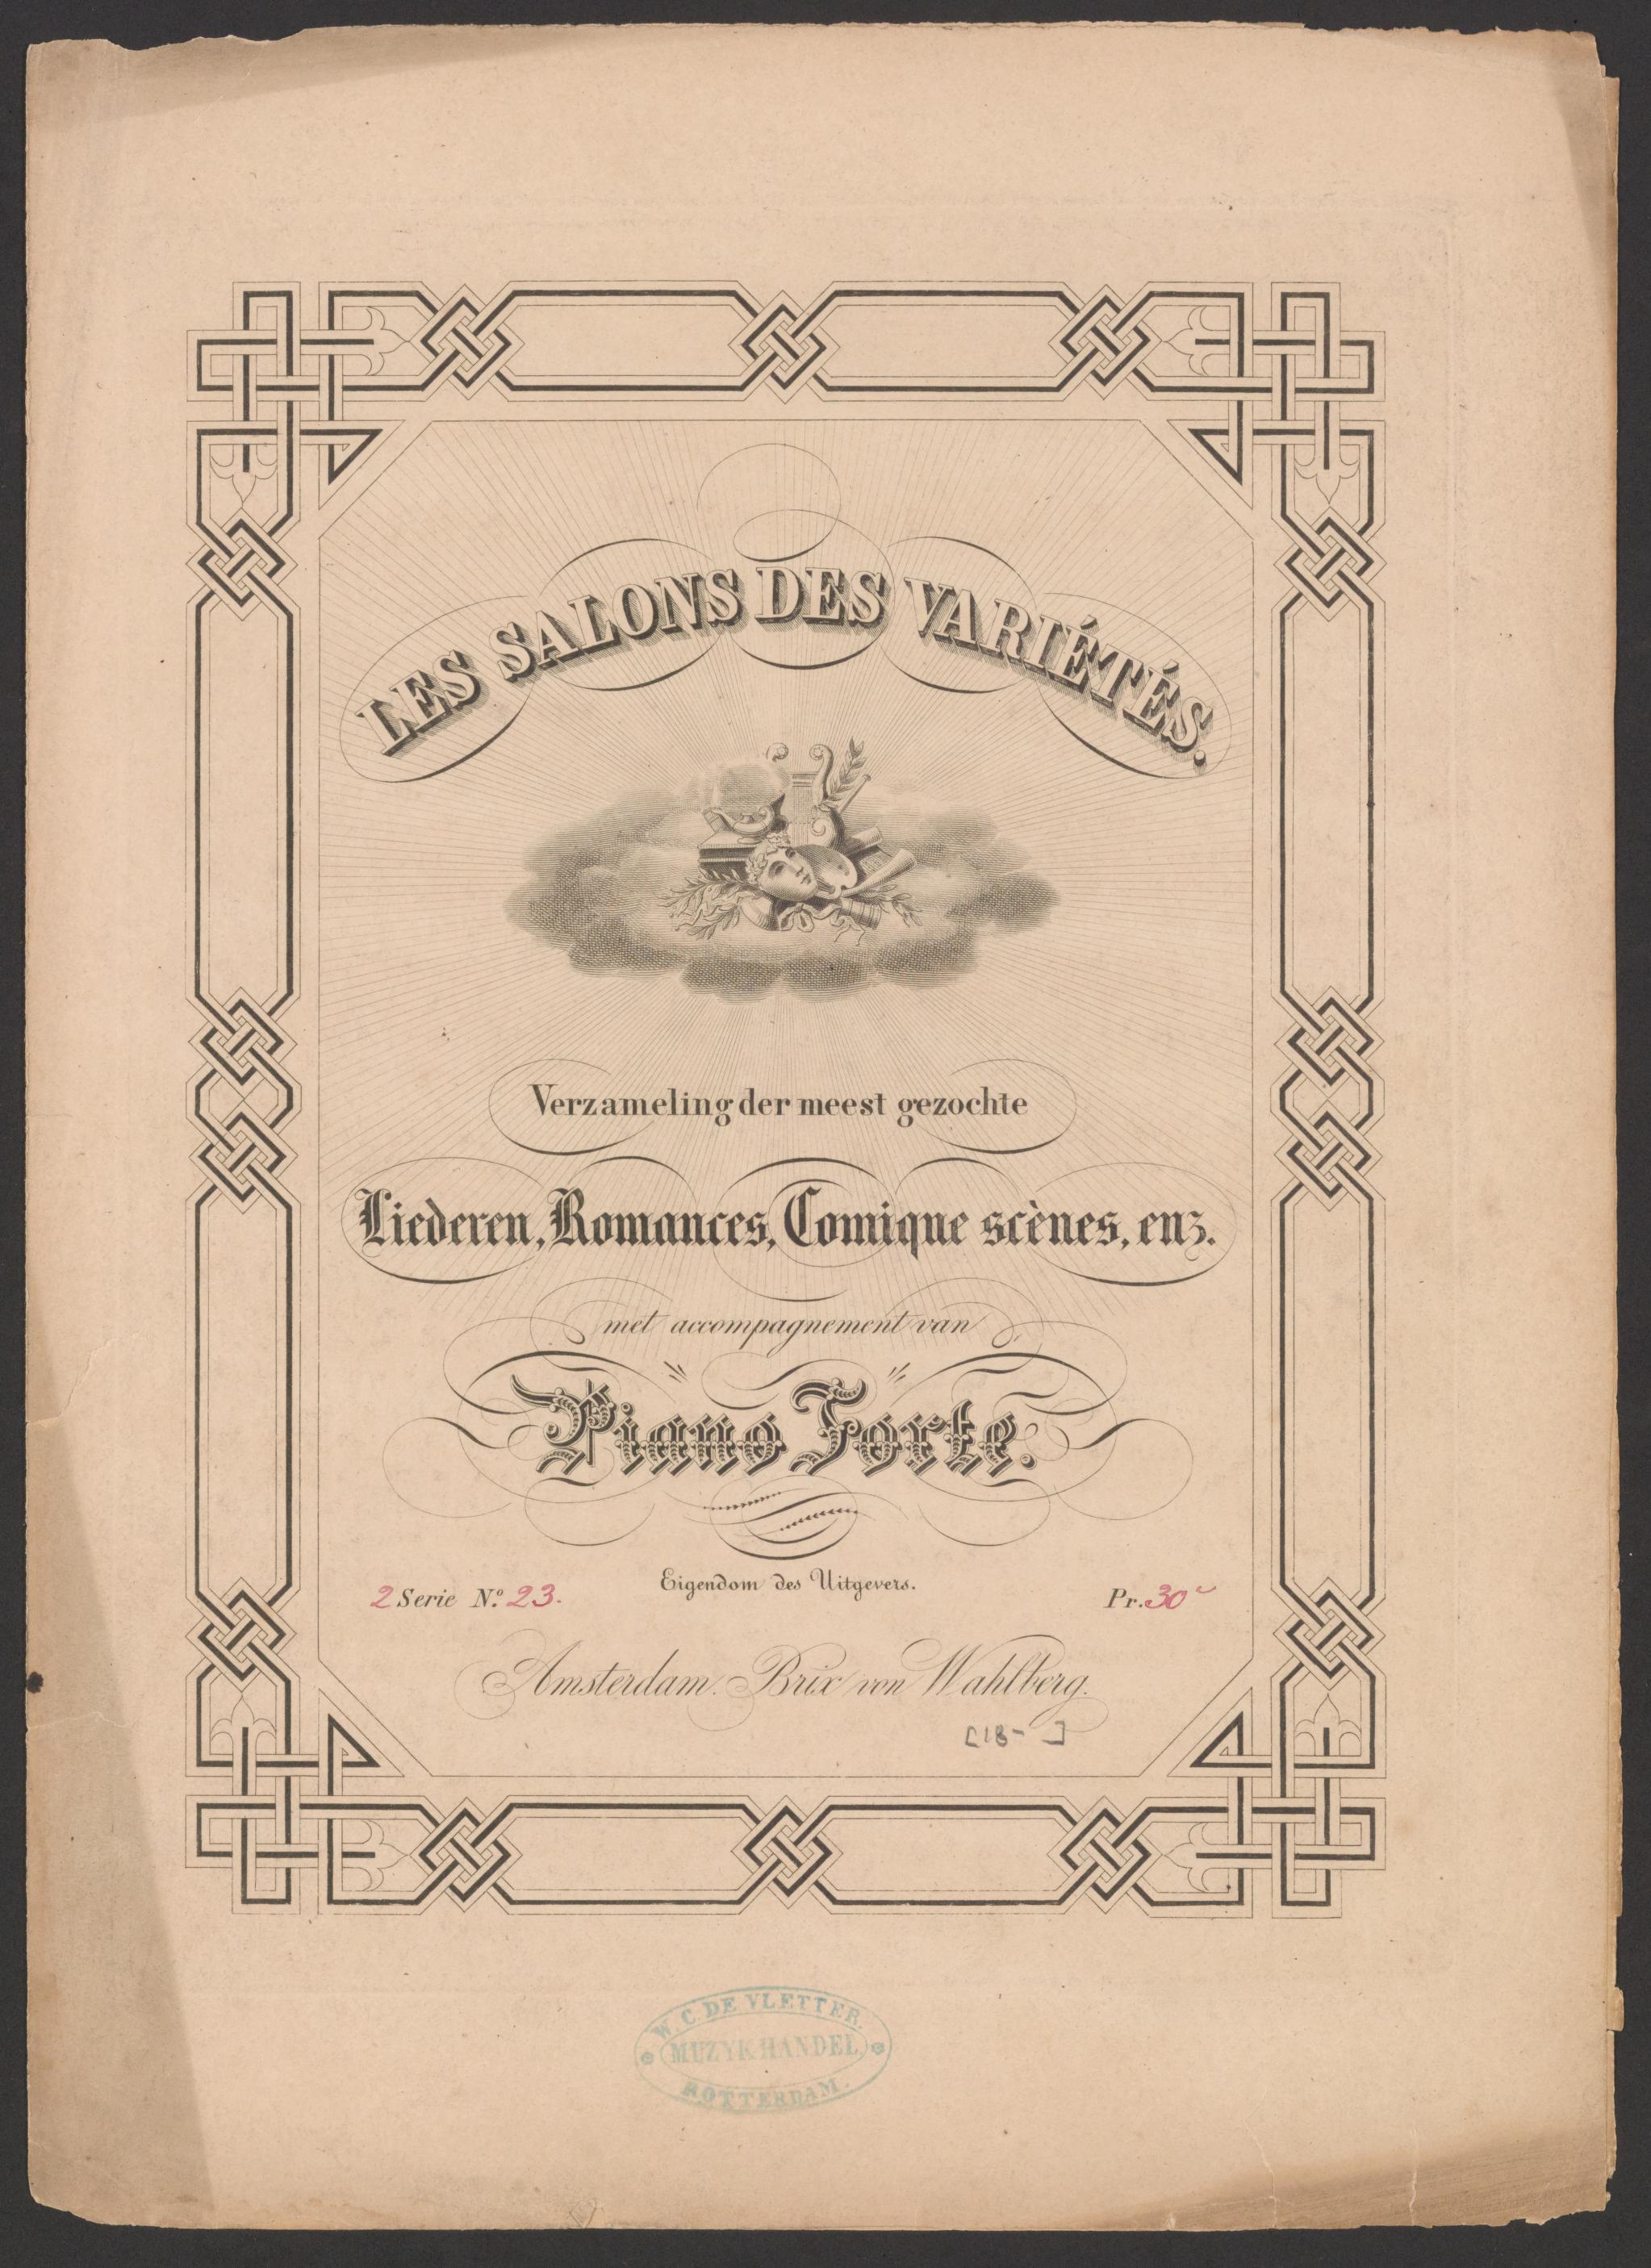 LES SALONS DES VARIÉTÉS.
Verzameling der meest gezochte
Liederen, Romances, Comique scènes, enz.
met accompagnement van
Piano Forte.
Eigendom des Uitgevers.
2 Serie No. 23.
Pr. 30 c
Amsterdam. Brix von Wahlberg.
[18- ]
W. C. DE VLETTER.
MUZYKHANDEL
ROTTERDAM.